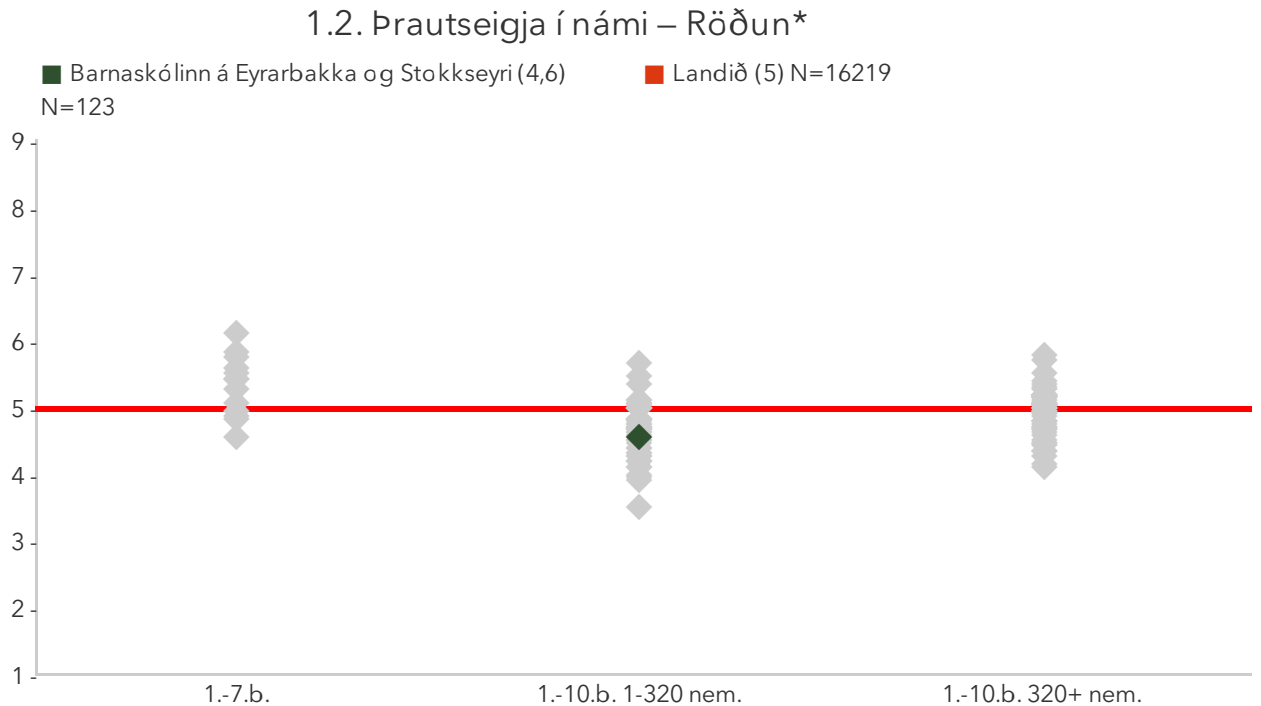 1.2. Þrautseigja í námi – Röðun*
Barnaskólinn á Eyrarbakka og Stokkseyri (4,6)
N=123
Landið (5) N=16219
9
8
7
6
5
4
3
2
1
1.-7.b.
1.-10.b. 1-320 nem.
1.-10.b. 320+ nem.